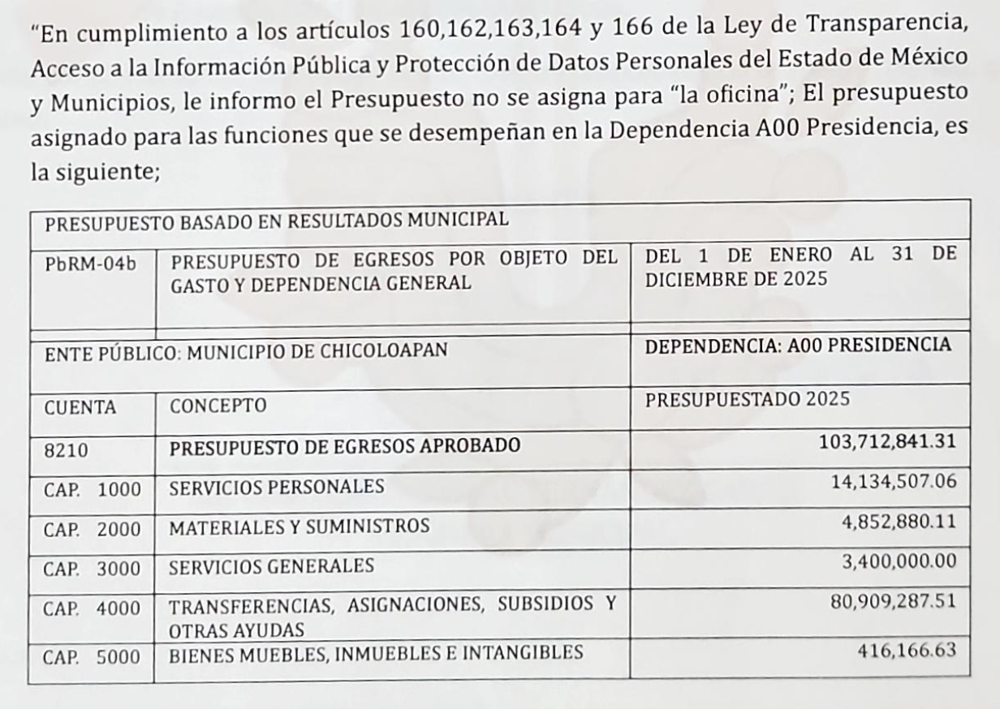 “En cumplimiento a los artículos 160,162,163,164 y 166 de la Ley de Transparencia,
Acceso a la Información Pública y Protección de Datos Personales del Estado de México
y Municipios, le informo el Presupuesto no se asigna para “la oficina”; El presupuesto
asignado para las funciones que se desempeñan en la Dependencia A00 Presidencia, es
la siguiente;
PRESUPUESTO BASADO EN RESULTADOS MUNICIPAL
PbRM-04b PRESUPUESTO DE EGRESOS POR OBJETO DEL DEL 1 DE ENERO AL 31 DE
GASTO Y DEPENDENCIA GENERAL DICIEMBRE DE 2025
ENTE PÚBLICO: MUNICIPIO DE CHICOLOAPAN DEPENDENCIA: A00 PRESIDENCIA
CUENTA CONCEPTO PRESUPUESTADO 2025
8210 PRESUPUESTO DE EGRESOS APROBADO 103,712,841.31
CAP. 1000 SERVICIOS PERSONALES 14,134,507.06
CAP. 2000 MATERIALES Y SUMINISTROS 4,852,880.11
CAP. 3000 SERVICIOS GENERALES 3,400,000.00
CAP. 4000 TRANSFERENCIAS, ASIGNACIONES, SUBSIDIOS Y 80,909,287.51
OTRAS AYUDAS
CAP. 5000 BIENES MUEBLES, INMUEBLES E INTANGIBLES 416,166.63